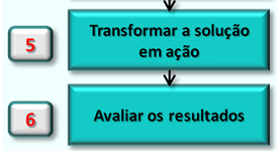 5
Transformar a solução
em ação
6
Avaliar os resultados